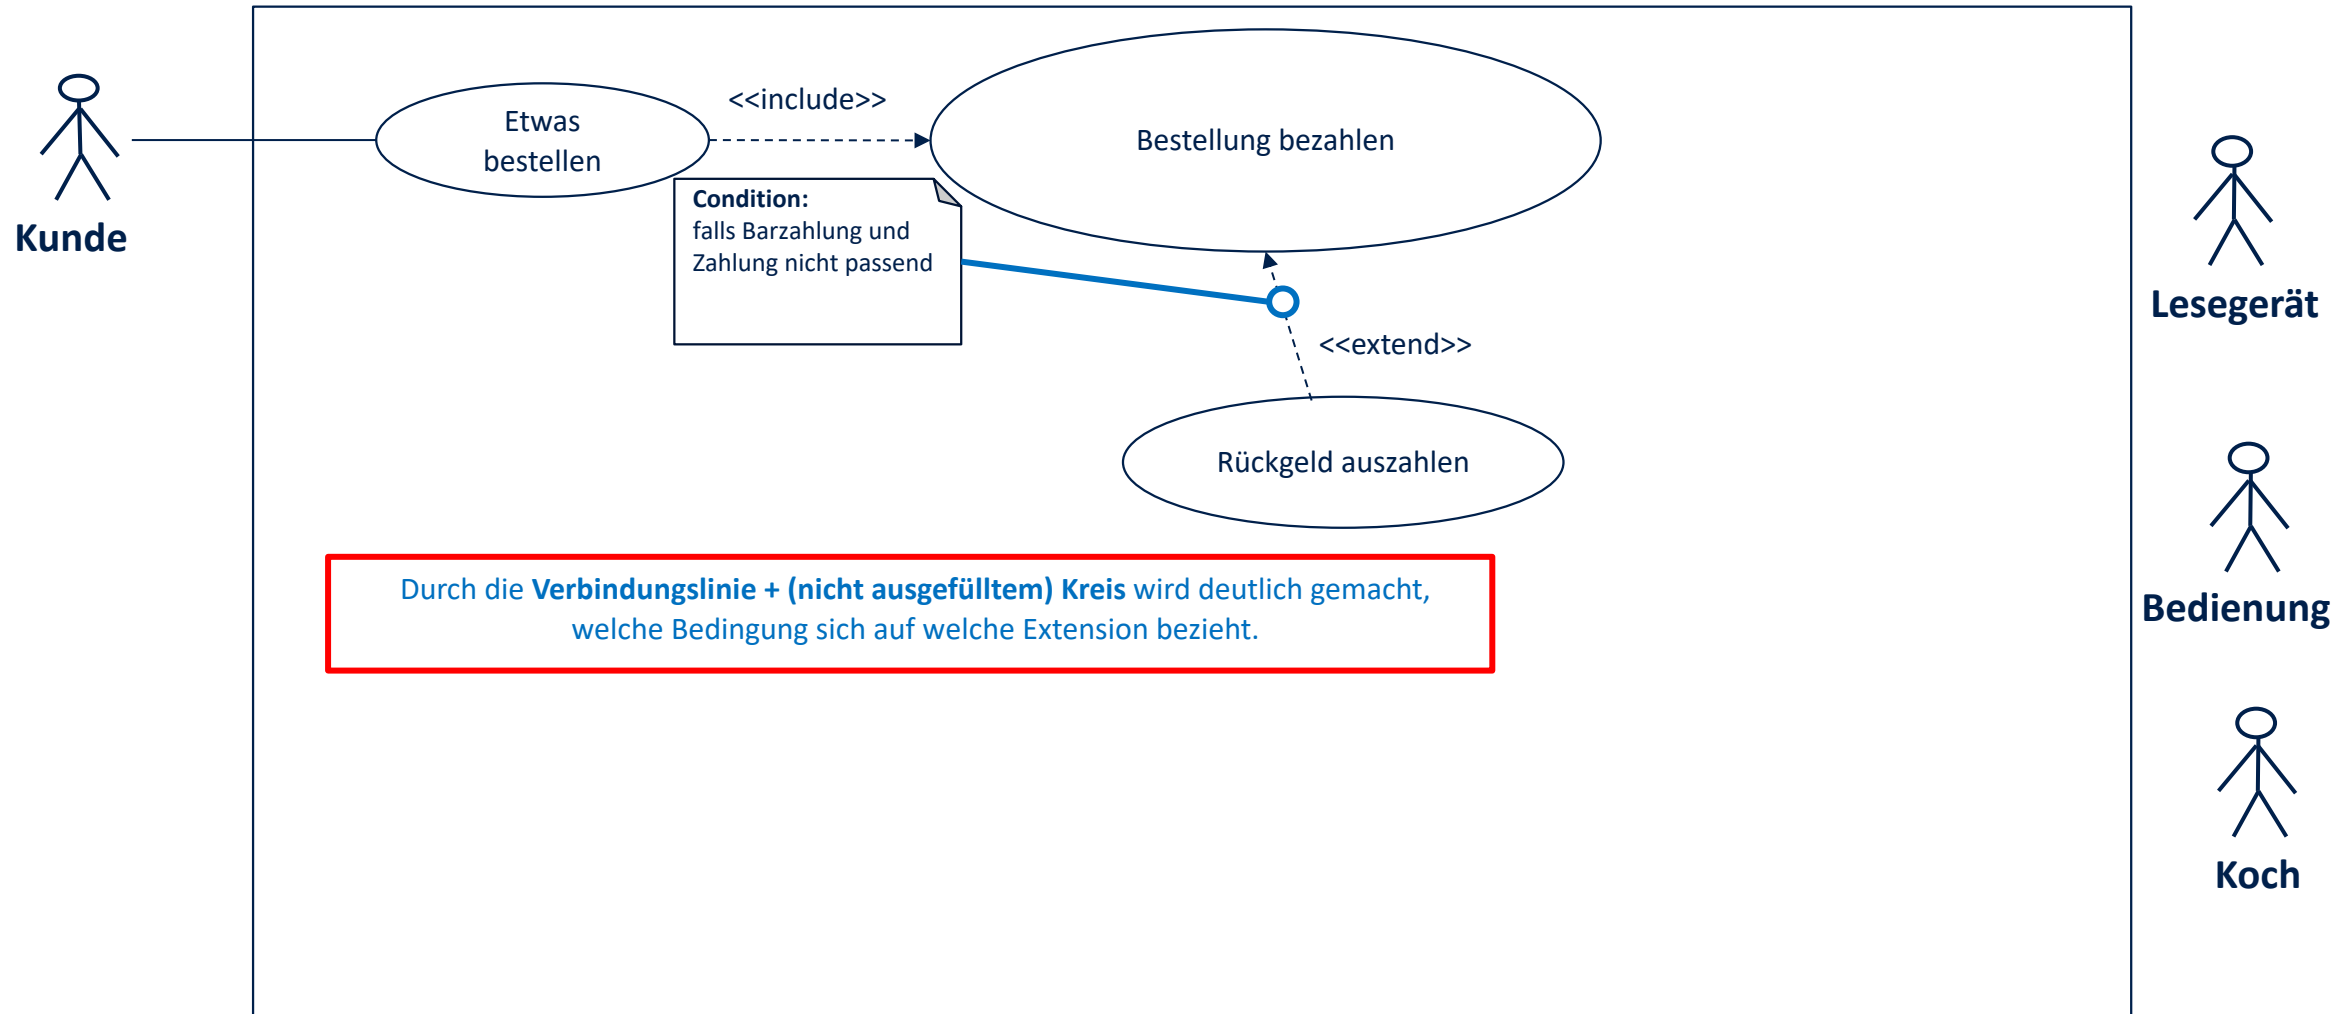 Kunde
Etwas
bestellen
<<include>>
Bestellung bezahlen
Condition:
falls Barzahlung und
Zahlung nicht passend
<<extend>>
Rückgeld auszahlen
Durch die Verbindungslinie + (nicht ausgefülltem) Kreis wird deutlich gemacht,
welche Bedingung sich auf welche Extension bezieht.
Lesegerät
Bedienung
Koch